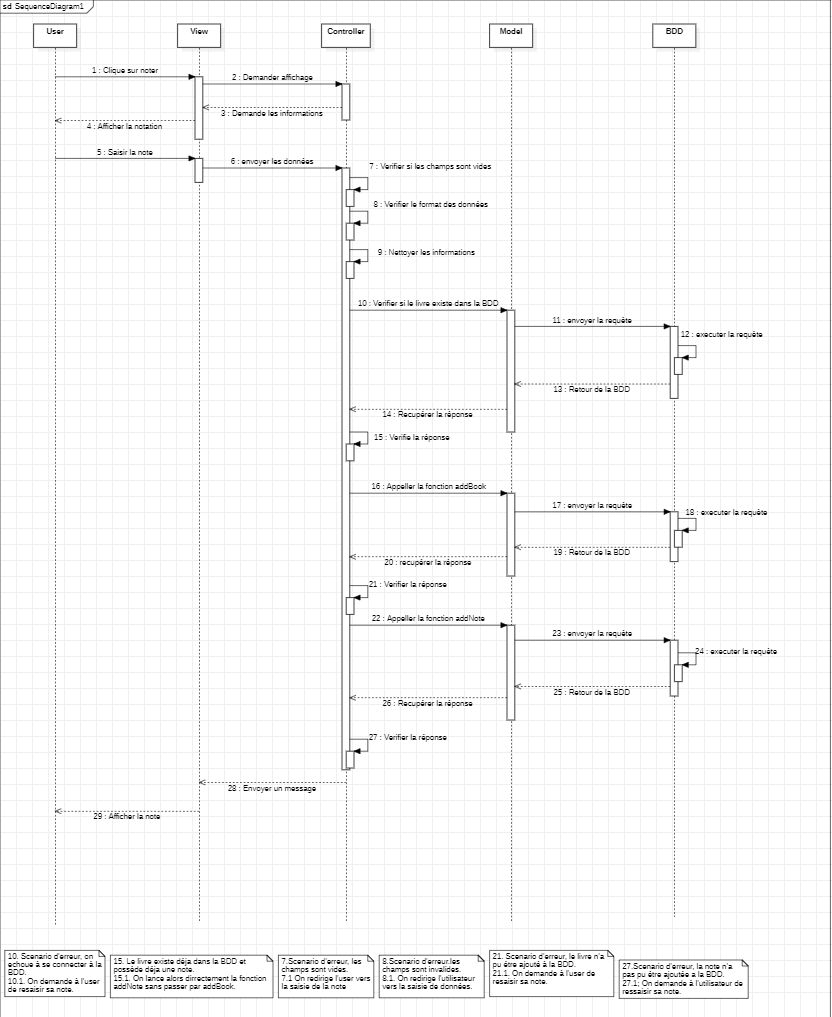 sd SequenceDiagram1
User
View
Controller
Model
BDD
1 : Clique sur noter
2 : Demander affichage
3 : Demande les informations
4 : Afficher la notation
5 : Saisir la note
6 : envoyer les données
7 : Verifier si les champs sont vides
8 : Verifier le format des données
9 : Nettoyer les informations
10 : Verifier si le livre existe dans la BDD
11 : envoyer la requête
12 : executer la requête
13 : Retour de la BDD
14 : Recupérer la réponse
15 : Verifie la réponse
16 : Appeller la fonction addBook
17 : envoyer la requête
18 : executer la requête
19 : Retour de la BDD
20 : recupérer la réponse
21 : Verifier la réponse
22 : Appeller la fonction addNote
23 : envoyer la requête
24 : executer la requête
25 : Retour de la BDD
26 : Recupérer la réponse
27 : Verifier la réponse
28 : Envoyer un message
29 : Afficher la note
10. Scenario d'erreur, on
echoue à se connecter à la
BDD.
10.1. On demande à l'user
de resaisir sa note.
15. Le livre existe déja dans la BDD et
possède déja une note.
15.1. On lance alors directement la fonction
addNote sans passer par addBook.
7.Scenario d'erreur, les
champs sont vides.
7.1 On redirige l'user vers
la saisie de la note
8.Scenario d'erreur.les
champs sont invalides.
8.1. On redirige l'utilisateur
vers la saisie de données.
21. Scenario d'erreur, le livre n'a
pu être ajouté à la BDD.
21.1. On demande à l'user de
resaisir sa note.
27.Scenario d'erreur, la note n'a
pas pu être ajoutée a la BDD.
27.1; On demande à l'utilisateur de
ressaisir sa note.